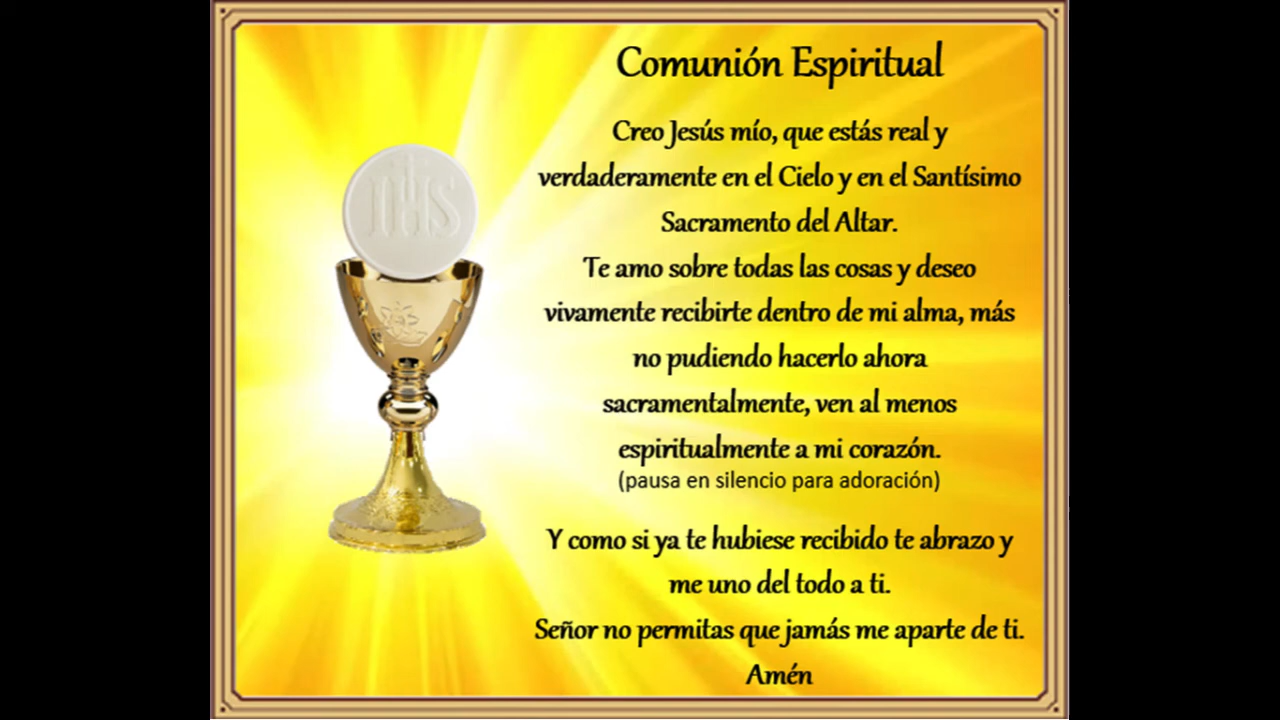 Comunión Espiritual
Creo Jesús mío, que estás real y
verdaderamente en el Cielo y en el Santísimo
Sacramento del Altar.
Te amo sobre todas las cosas y deseo
vivamente recibirte dentro de mi alma, más
no pudiendo hacerlo ahora
sacramentalmente, ven al menos
espiritualmente a mi corazón.
(pausa en silencio para adoración)
Y como si ya te hubiese recibido te abrazo y
me uno del todo a ti.
Señor no permitas que jamás me aparte de ti.
Amén
IHS